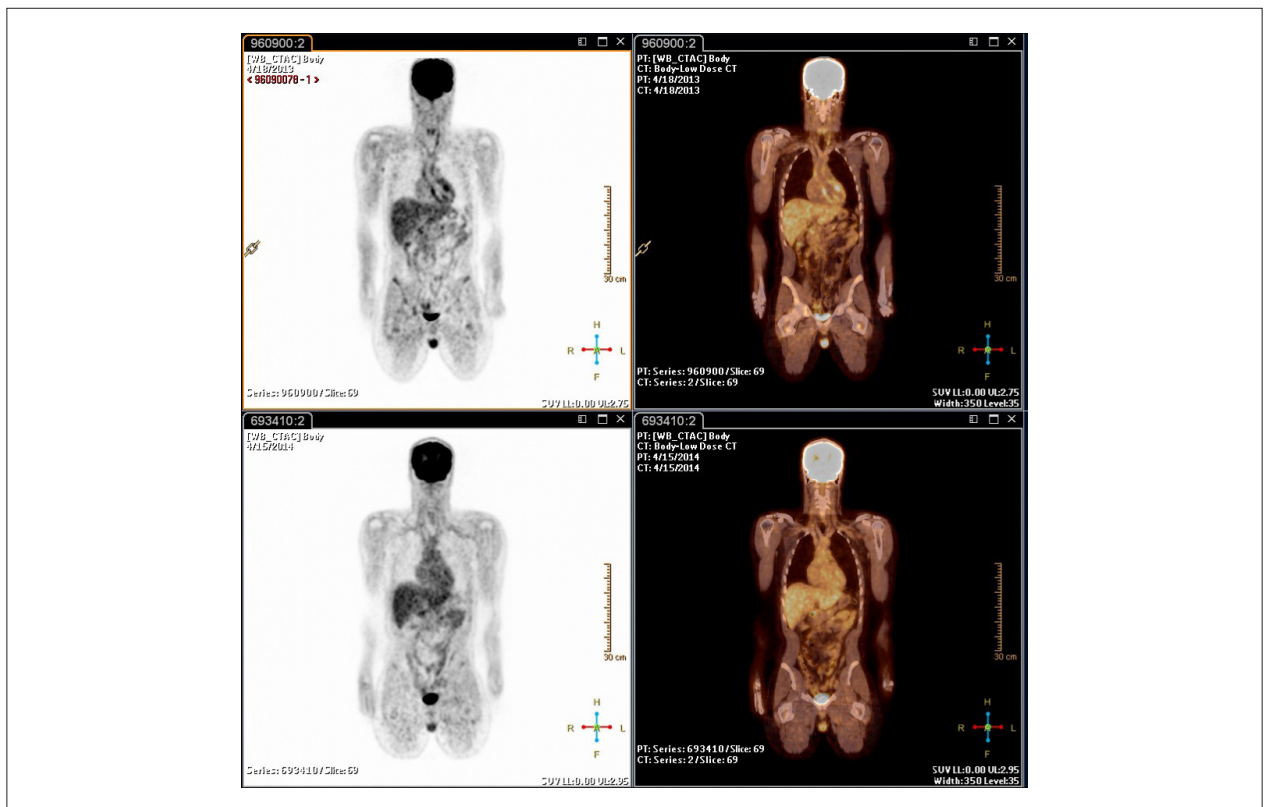 960900:2
[WB_CTAC] Body
4/18/2013
< 96090078-1 >
30 cm
H
R A L
F
Series: 960900/Slice: 69
SUV LL:0.00 UL:2.75
960900:2
PT: [WB_CTAC] Body
CT: Body-Low Dose CT
PT: 4/18/2013
CT: 4/18/2013
30 cm
H
R A L
F
PT: Series: 960900/Slice: 69
CT: Series: 2/Slice: 69
SUV LL:0.00 UL:2.75
Width:350 Level:35
693410:2
[WB_CTAC] Body
4/15/2014
30 cm
H
R A L
F
Series: 693410/Slice: 69
SUV LL:0.00 UL:2.95
693410:2
PT: [WB_CTAC] Body
CT: Body-Low Dose CT
PT: 4/15/2014
CT: 4/15/2014
30 cm
H
R A L
F
PT: Series: 693410/Slice: 69
CT: Series: 2/Slice: 69
SUV LL:0.00 UL:2.95
Width:350 Level:35